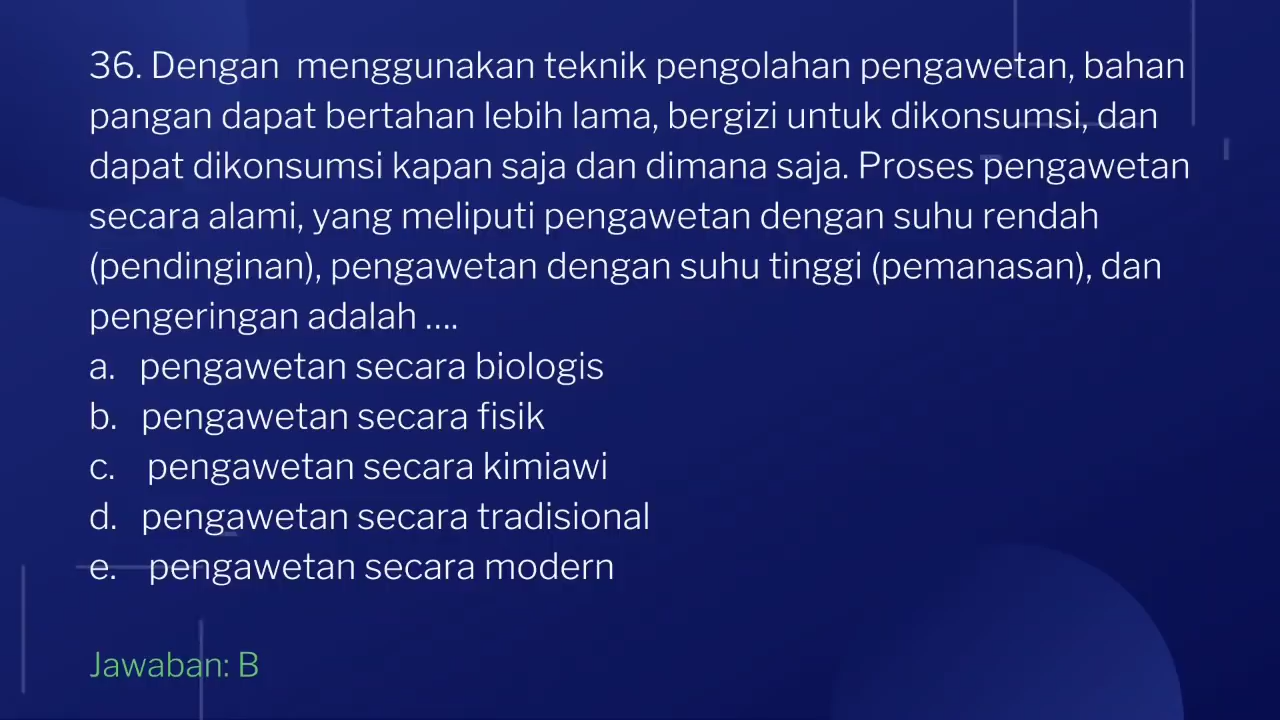 36. Dengan menggunakan teknik pengolahan pengawetan, bahan
pangan dapat bertahan lebih lama, bergizi untuk dikonsumsi, dan
dapat dikonsumsi kapan saja dan dimana saja. Proses pengawetan
secara alami, yang meliputi pengawetan dengan suhu rendah
(pendinginan), pengawetan dengan suhu tinggi (pemanasan), dan
pengeringan adalah ....
a. pengawetan secara biologis
b. pengawetan secara fisik
c. pengawetan secara kimiawi
d. pengawetan secara tradisional
e. pengawetan secara modern
Jawaban: B